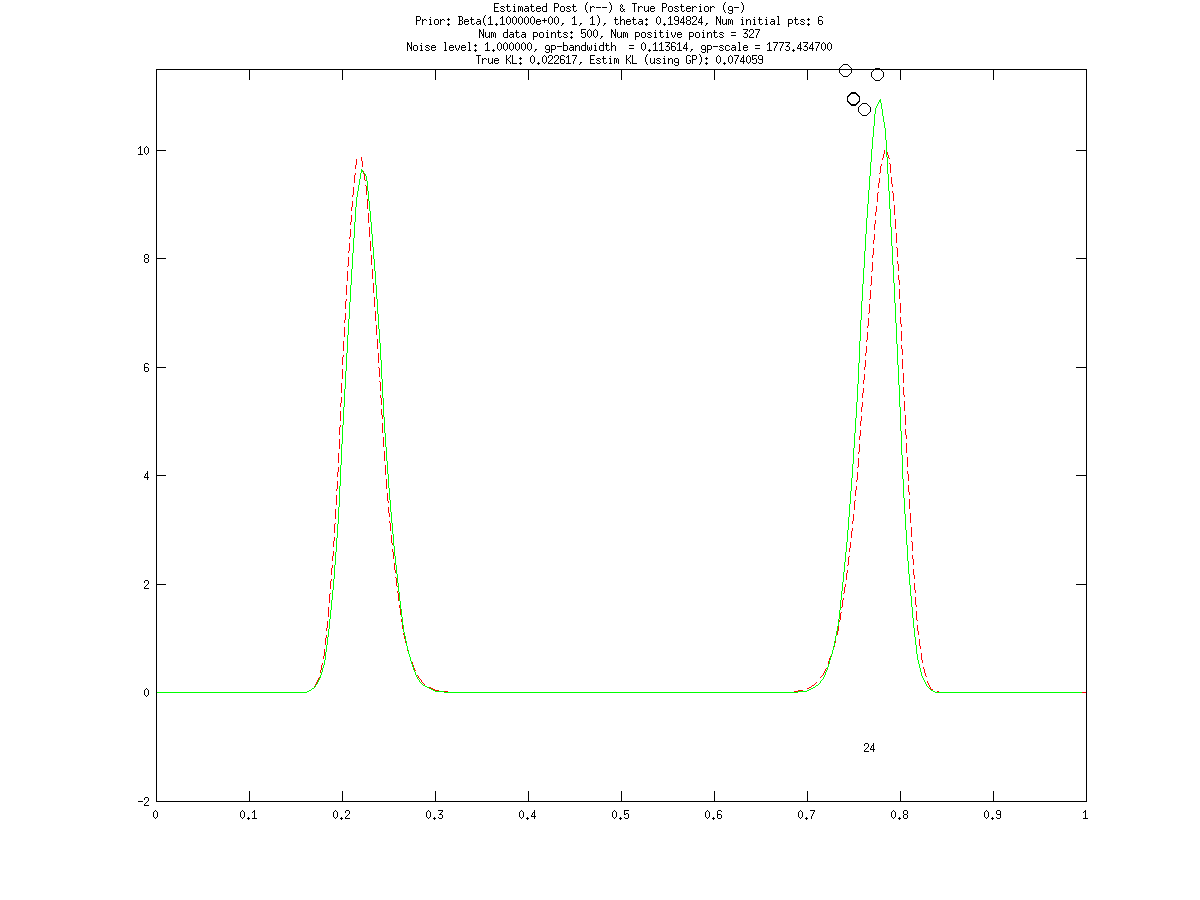 Estimated Post (r--) & True Posterior (g-)
Prior: Beta(1.100000e+00, 1, 1), theta: 0.194824, Num initial pts: 6
Num data points: 500, Num positive points = 327
Noise level: 1.000000, gp-bandwidth  = 0.113614, gp-scale = 1773.434700
True KL: 0.022617, Estim KL (using GP): 0.074059
10
8
6
4
2
0
24
-2
0 0.1 0.2 0.3 0.4 0.5 0.6 0.7 0.8 0.9 1